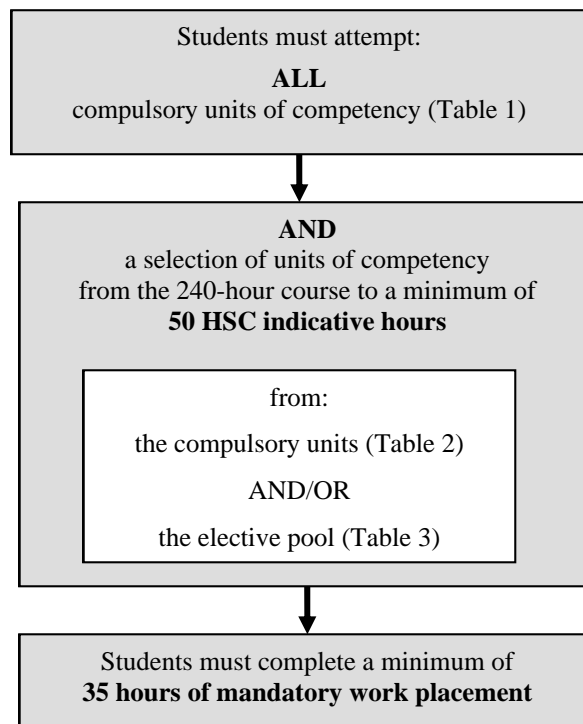 Students must attempt:
ALL
compulsory units of competency (Table 1)
AND
a selection of units of competency
from the 240-hour course to a minimum of
50 HSC indicative hours
from:
the compulsory units (Table 2)
AND/OR
the elective pool (Table 3)
Students must complete a minimum of
35 hours of mandatory work placement